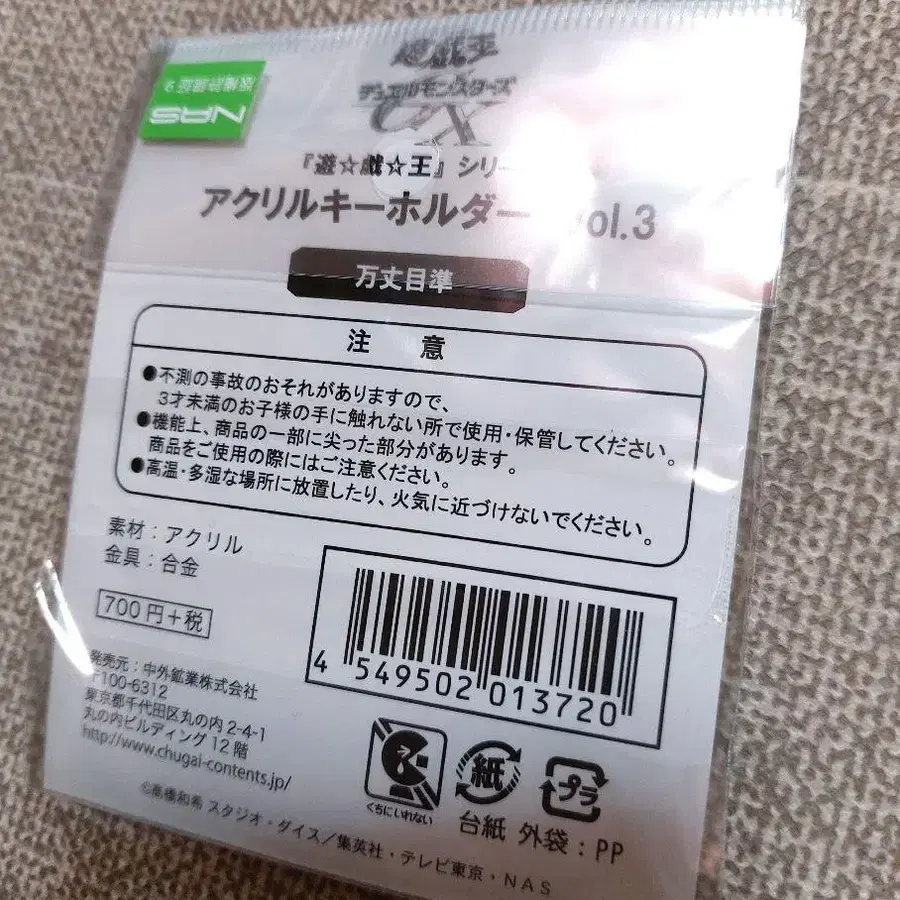 遊戯王
デュエルモンスターズ
GX
NAS
版権許諾証 9
『遊☆戯☆王』シリー
アクリルキーホルダー ol.3
万丈目準
注 意
●不測の事故のおそれがありますので、
3才未満のお子様の手に触れない所で使用・保管してください。
●機能上、商品の一部に尖った部分があります。
商品をご使用の際にはご注意ください。
●高温・多湿な場所に放置したり、火気に近づけないでください。
素材:アクリル
金具:合金
700円+税
発売元:中外鉱業株式会社
〒100-6312
東京都千代田区丸の内2-4-1
丸の内ビルディング12階
http://www.chugai-contents.jp/
4 549502 013720
くちにいれない
紙
台紙
プラ
外袋:PP
©高橋和希 スタジオ・ダイス/集英社・テレビ東京・NAS